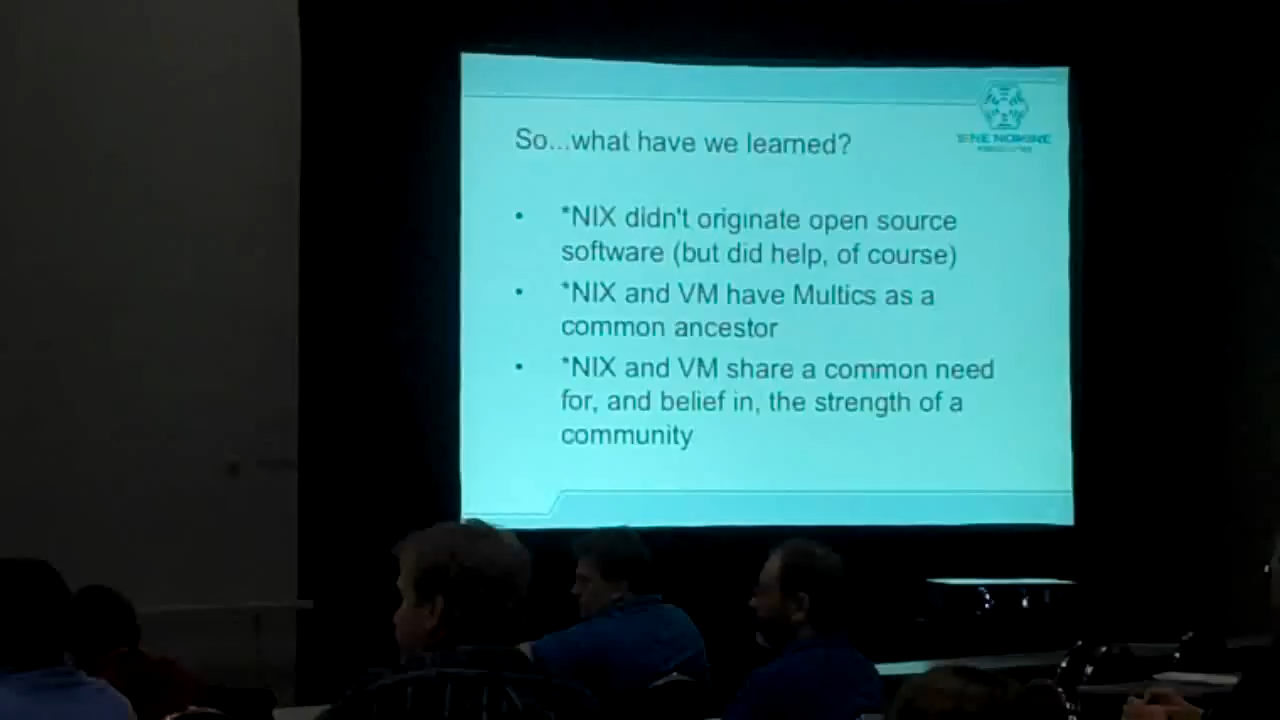 So...what have we learned?
• *NIX didn't originate open source
software (but did help, of course)
• *NIX and VM have Multics as a
common ancestor
• *NIX and VM share a common need
for, and belief in, the strength of a
community